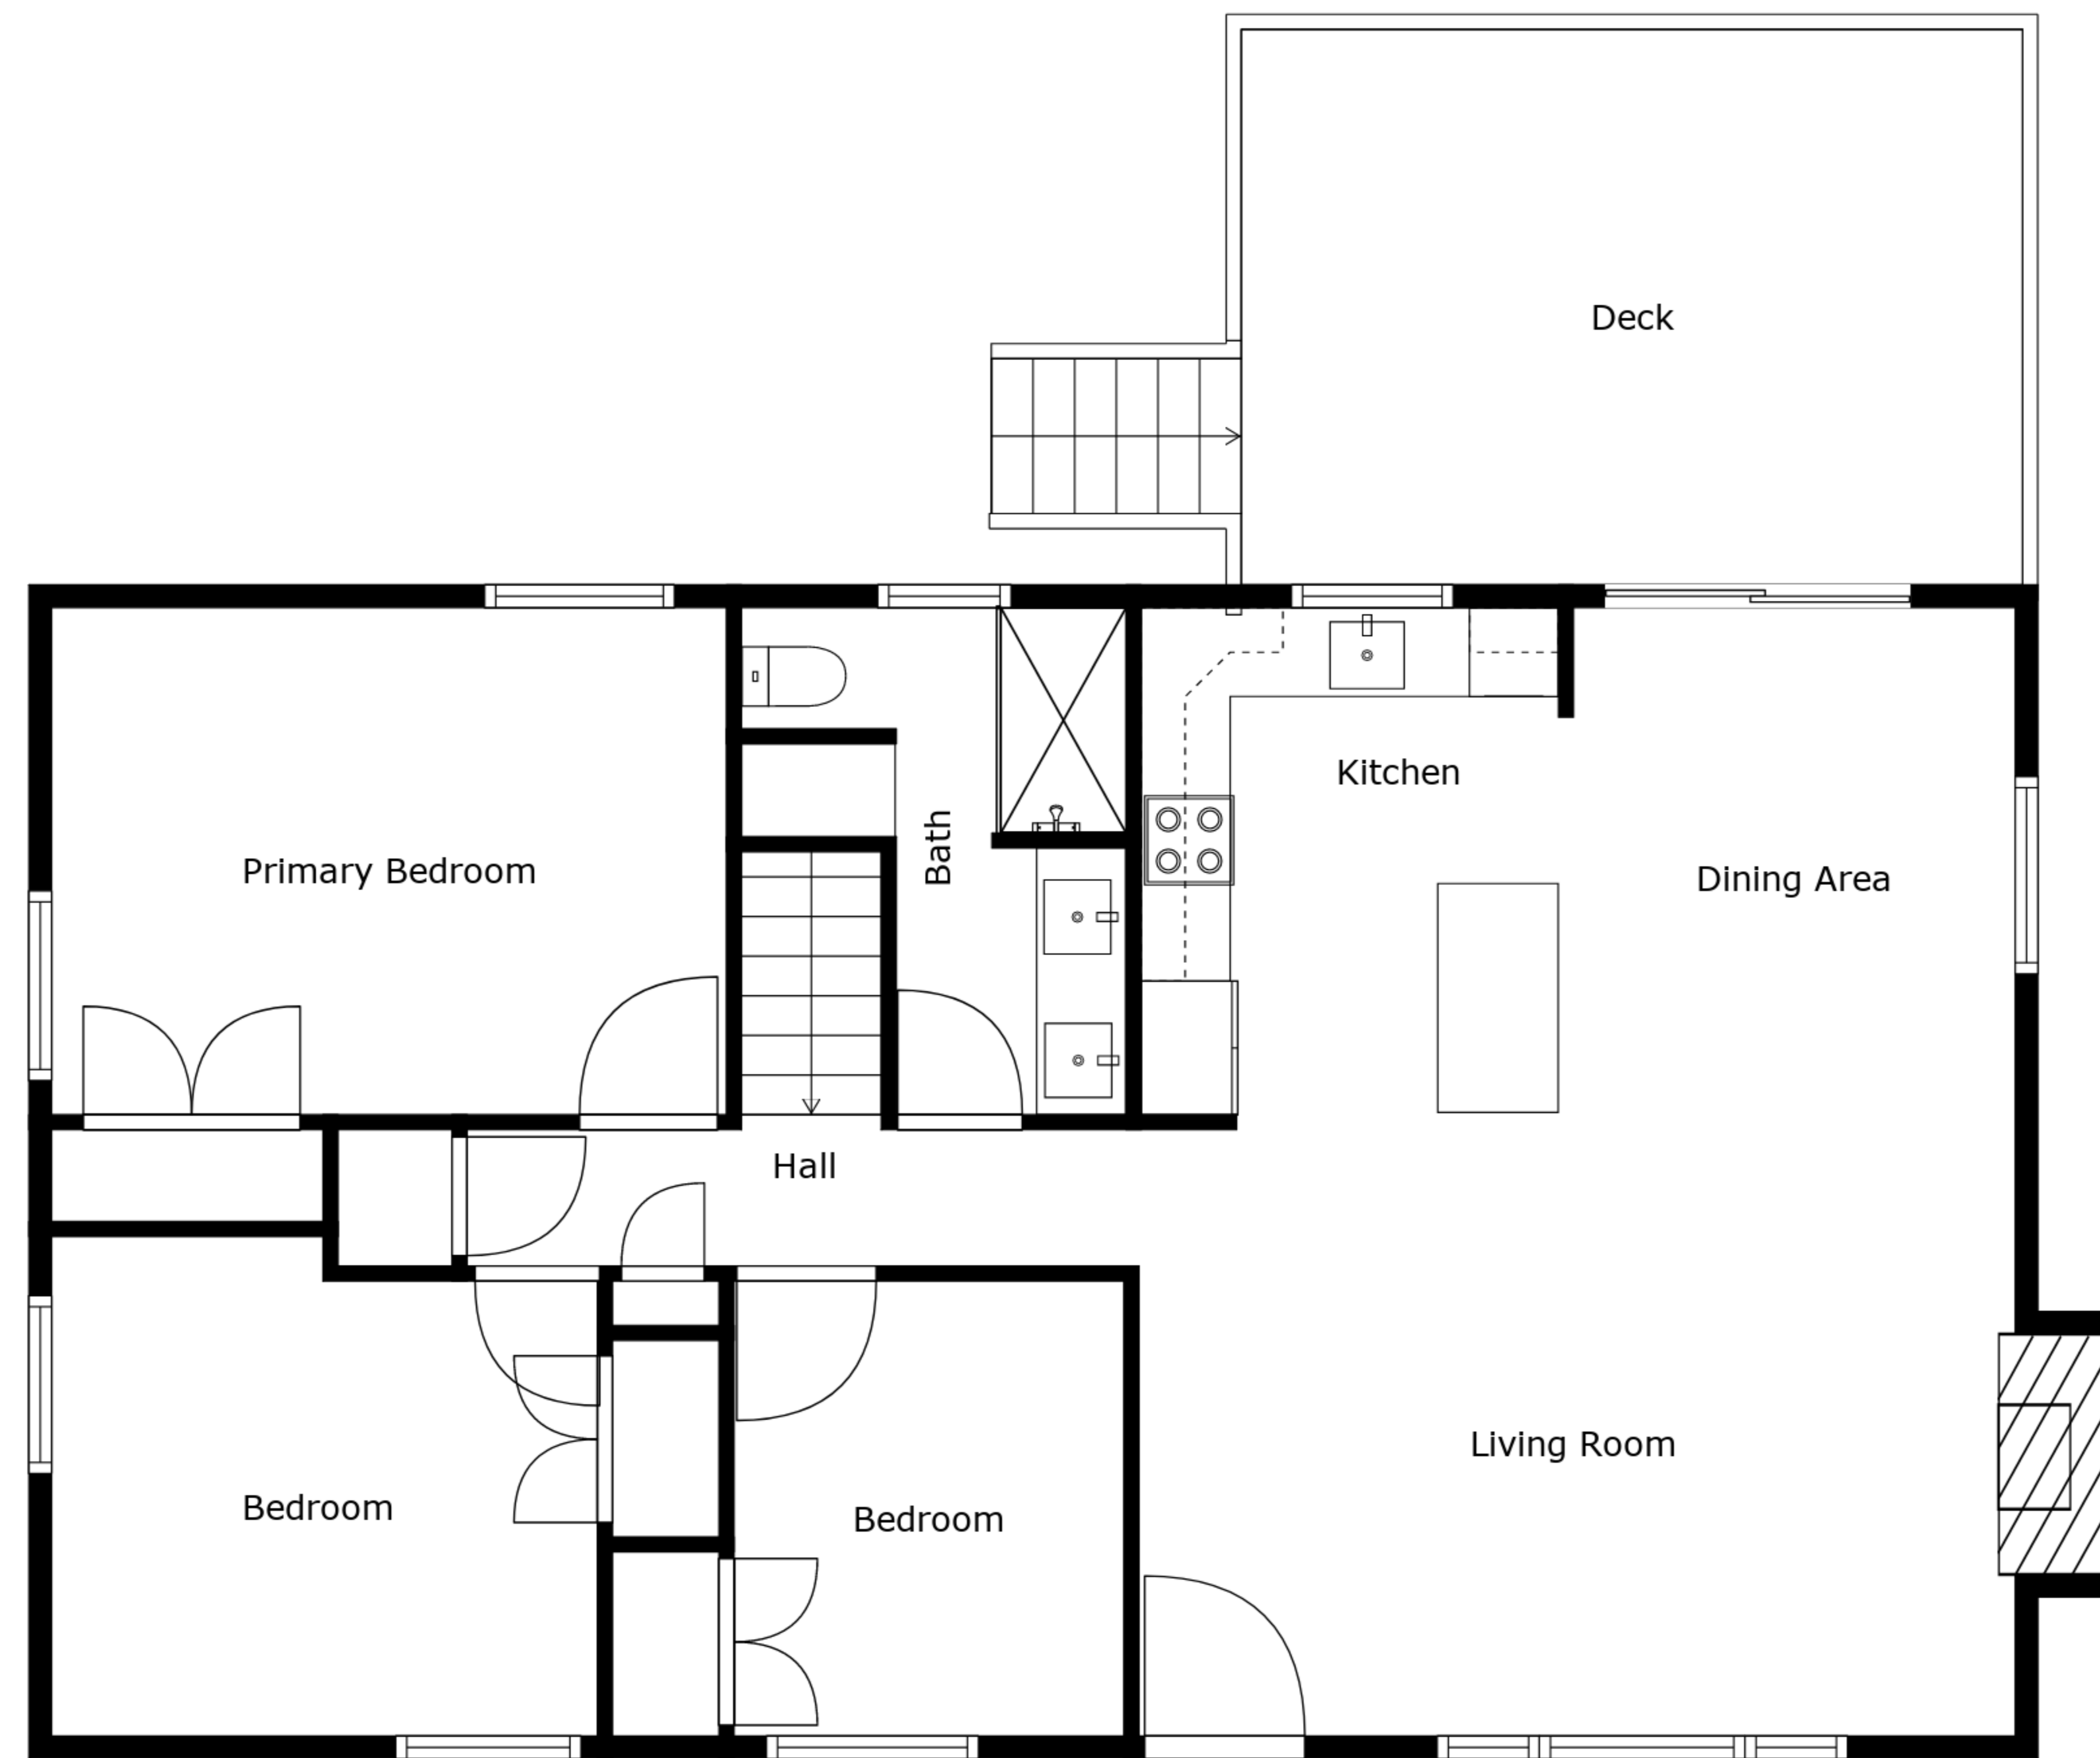 Deck
Kitchen
Primary Bedroom
Bath
Dining Area
Hall
Living Room
Bedroom
Bedroom